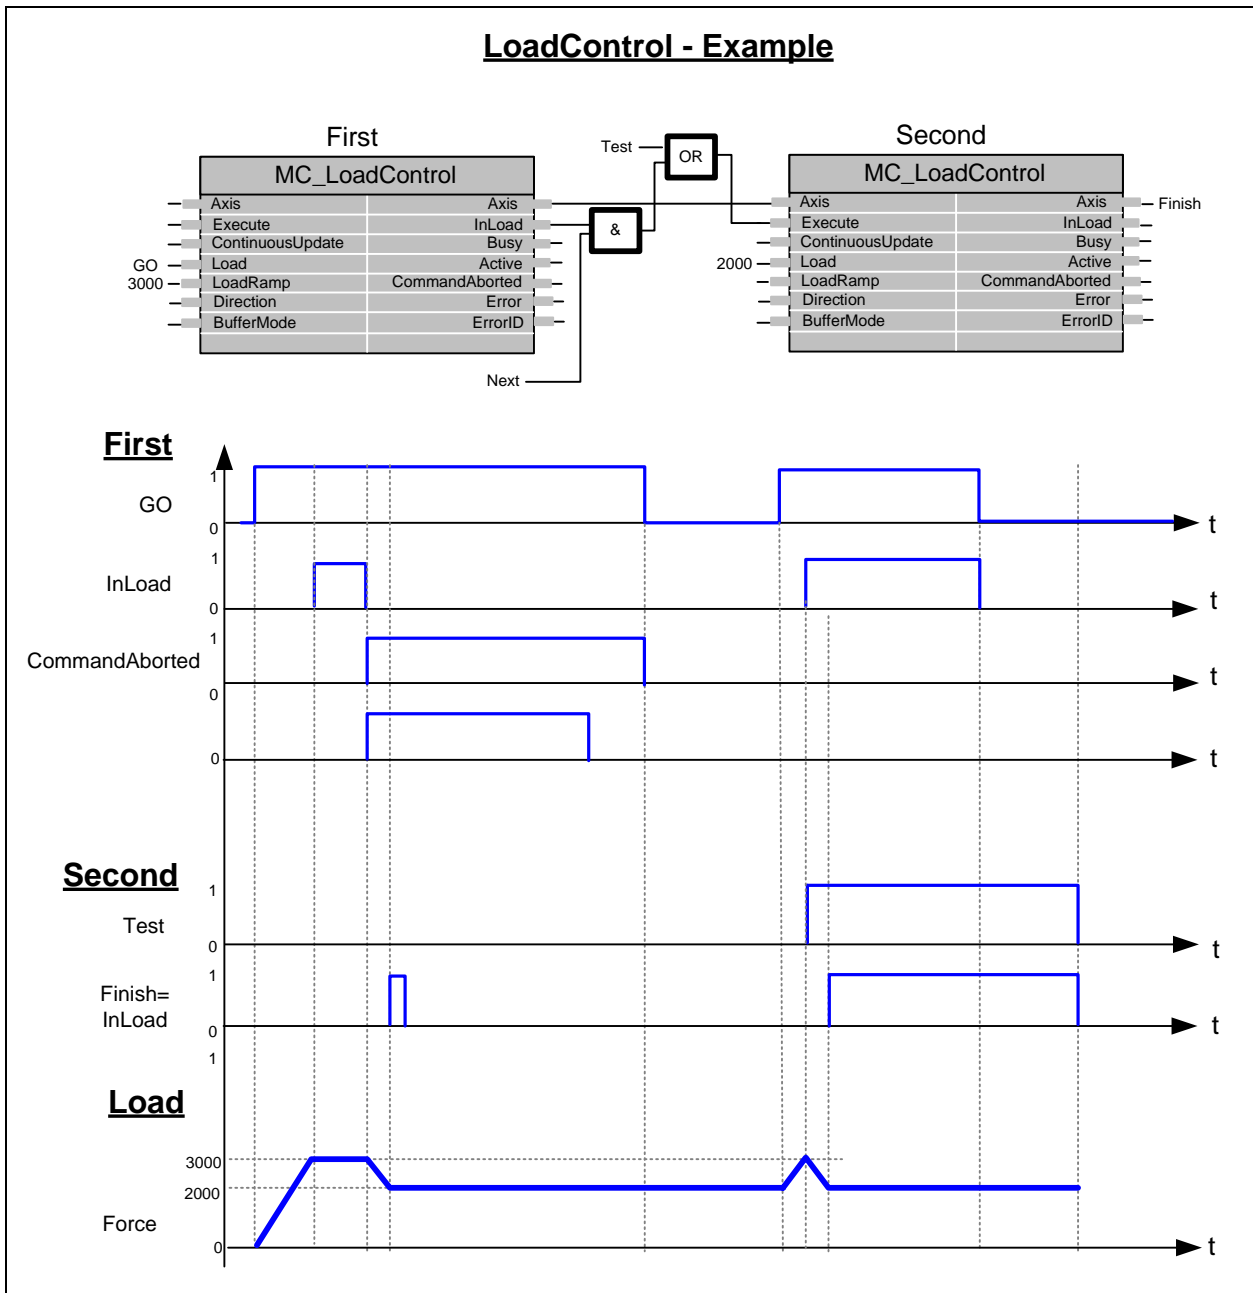 LoadControl - Example
First
Second
Test
OR
&
Next
MC_LoadControl
Axis Axis
Execute InLoad
ContinuousUpdate Busy
GO Load Active
3000 LoadRamp CommandAborted
Direction Error
BufferMode ErrorID
MC_LoadControl
Axis Axis Finish
Execute InLoad
ContinuousUpdate Busy
2000 Load Active
LoadRamp CommandAborted
Direction Error
BufferMode ErrorID
First
1
GO
0 t
1
InLoad
0 t
1
CommandAborted
0 t
0 t
Second
1
Test
0 t
1
Finish=
InLoad
0 t
1
Load
3000
2000
Force
0 t